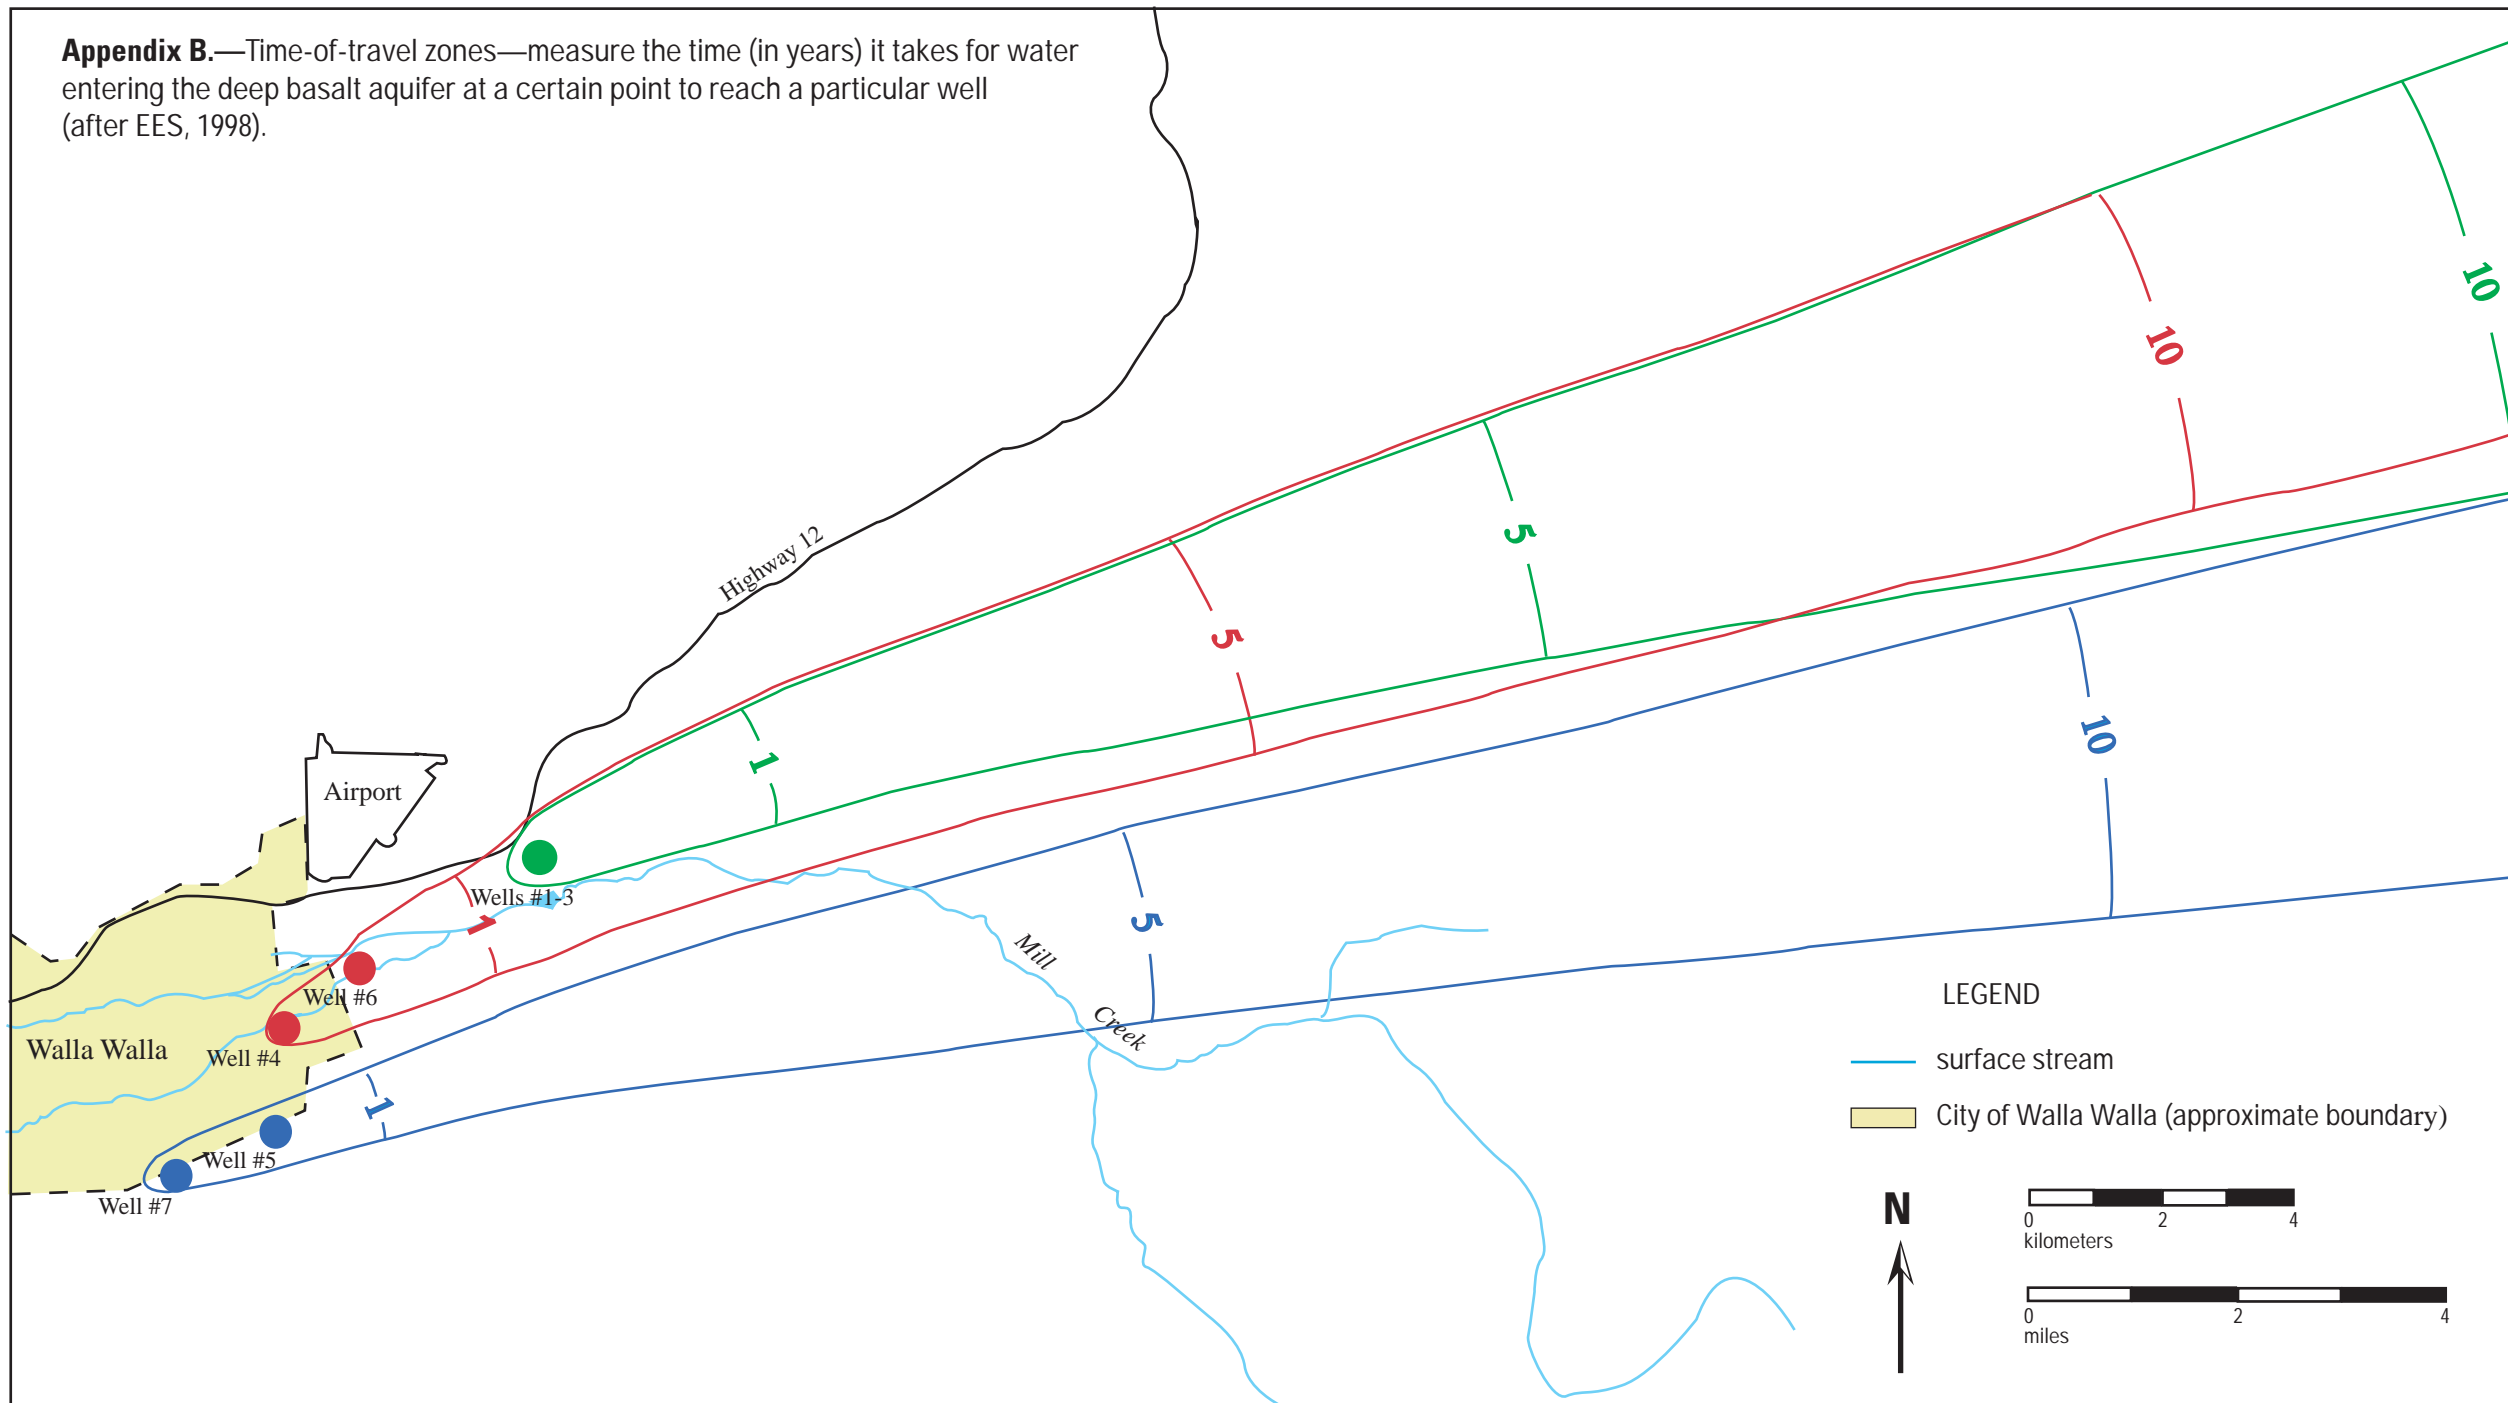 Appendix B.—Time-of-travel zones—measure the time (in years) it takes for water
entering the deep basalt aquifer at a certain point to reach a particular well
(after EES, 1998).
10
10
Highway 12
5
5
1
10
Airport
Wells #1-3
1
5
Mill
Creek
Well #6
Walla Walla
Well #4
1
Well #5
Well #7
LEGEND
surface stream
City of Walla Walla (approximate boundary)
N
0 2 4
kilometers
0 2 4
miles